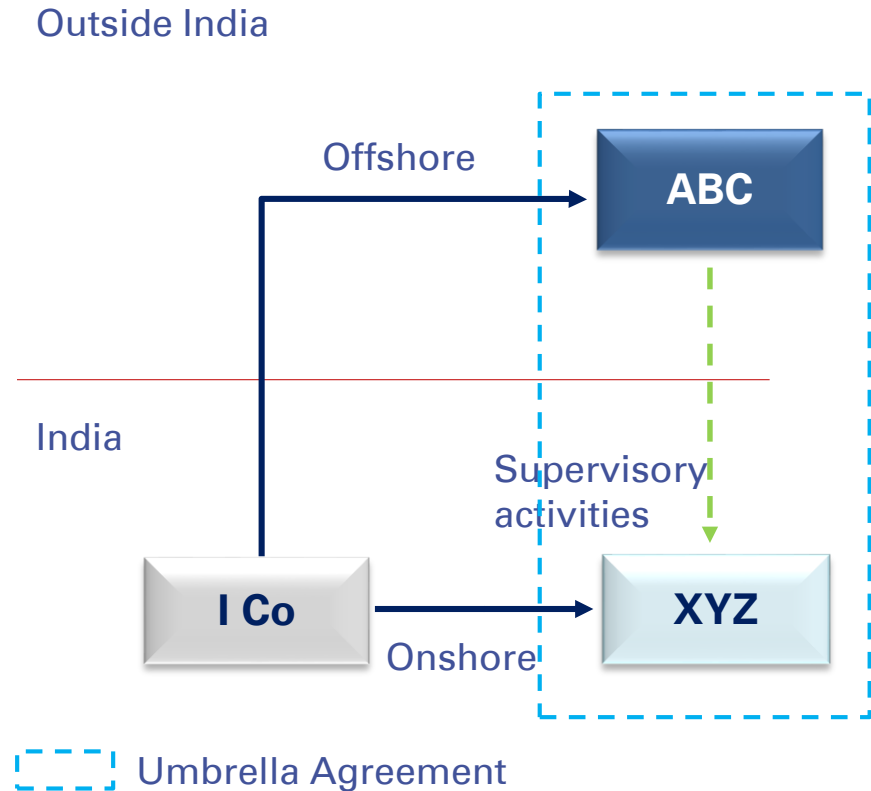 Outside India
Offshore
ABC
India
Supervisory
activities
I Co
XYZ
Onshore
Umbrella Agreement